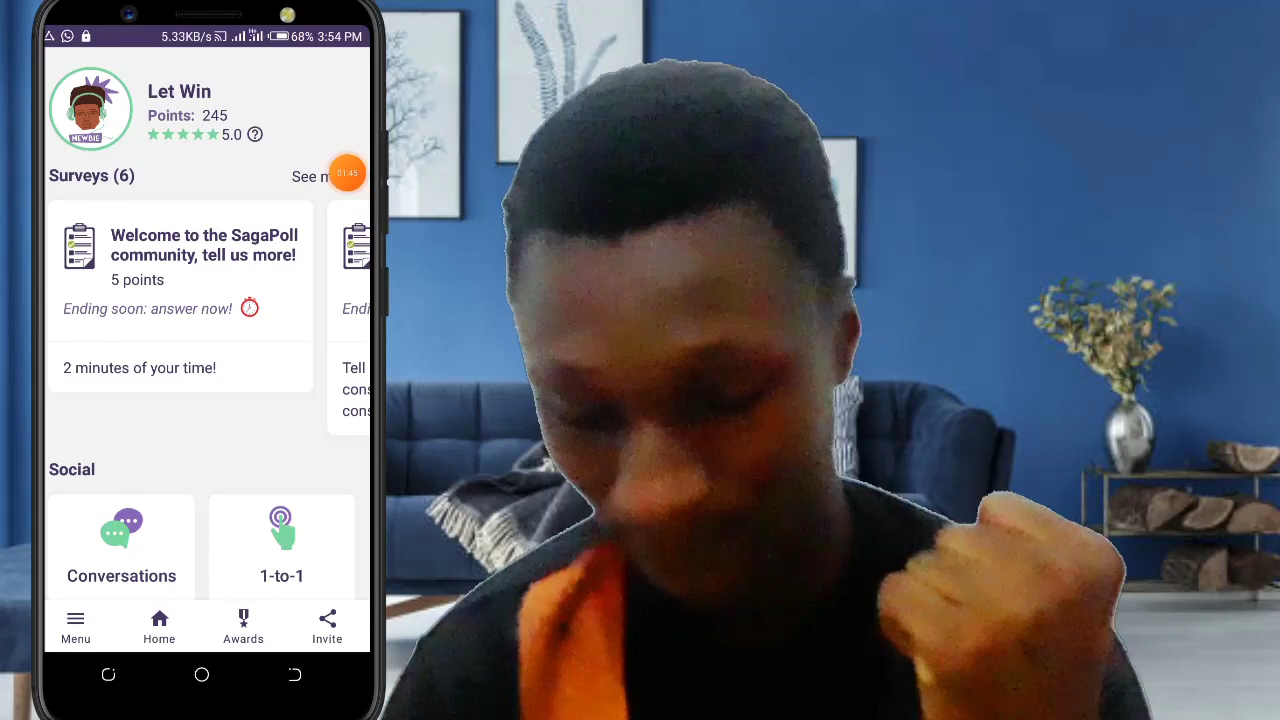 5.33KB/s 68% 3:54 PM
Let Win
Points: 245
5.0 ?
NEWBIE
Surveys (6)
See m
01:45
Welcome to the SagaPoll
community, tell us more!
5 points
Ending soon: answer now!
Endi
2 minutes of your time!
Tell
cons
cons
Social
Conversations
1-to-1
Menu
Home
Awards
Invite